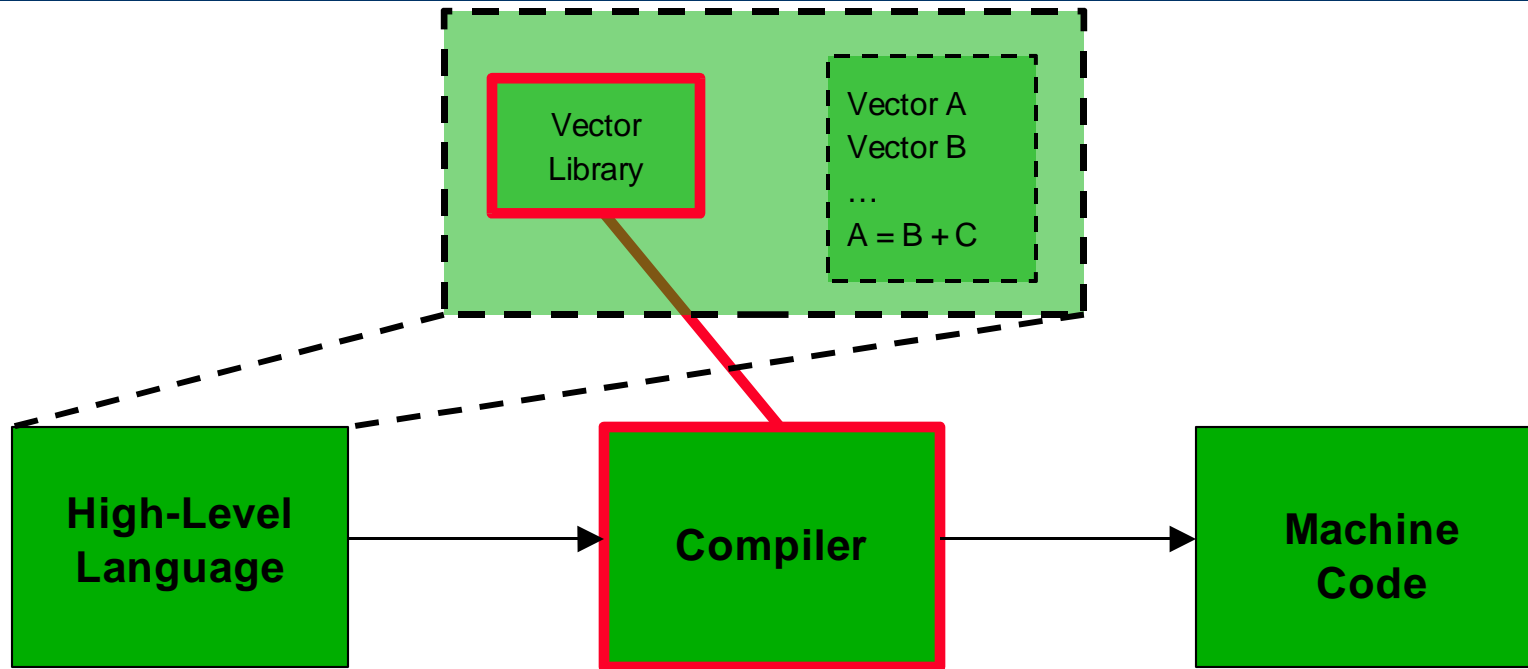 Vector
Library
Vector A
Vector B
…
A = B + C
High-Level
Language
Compiler
Machine
Code